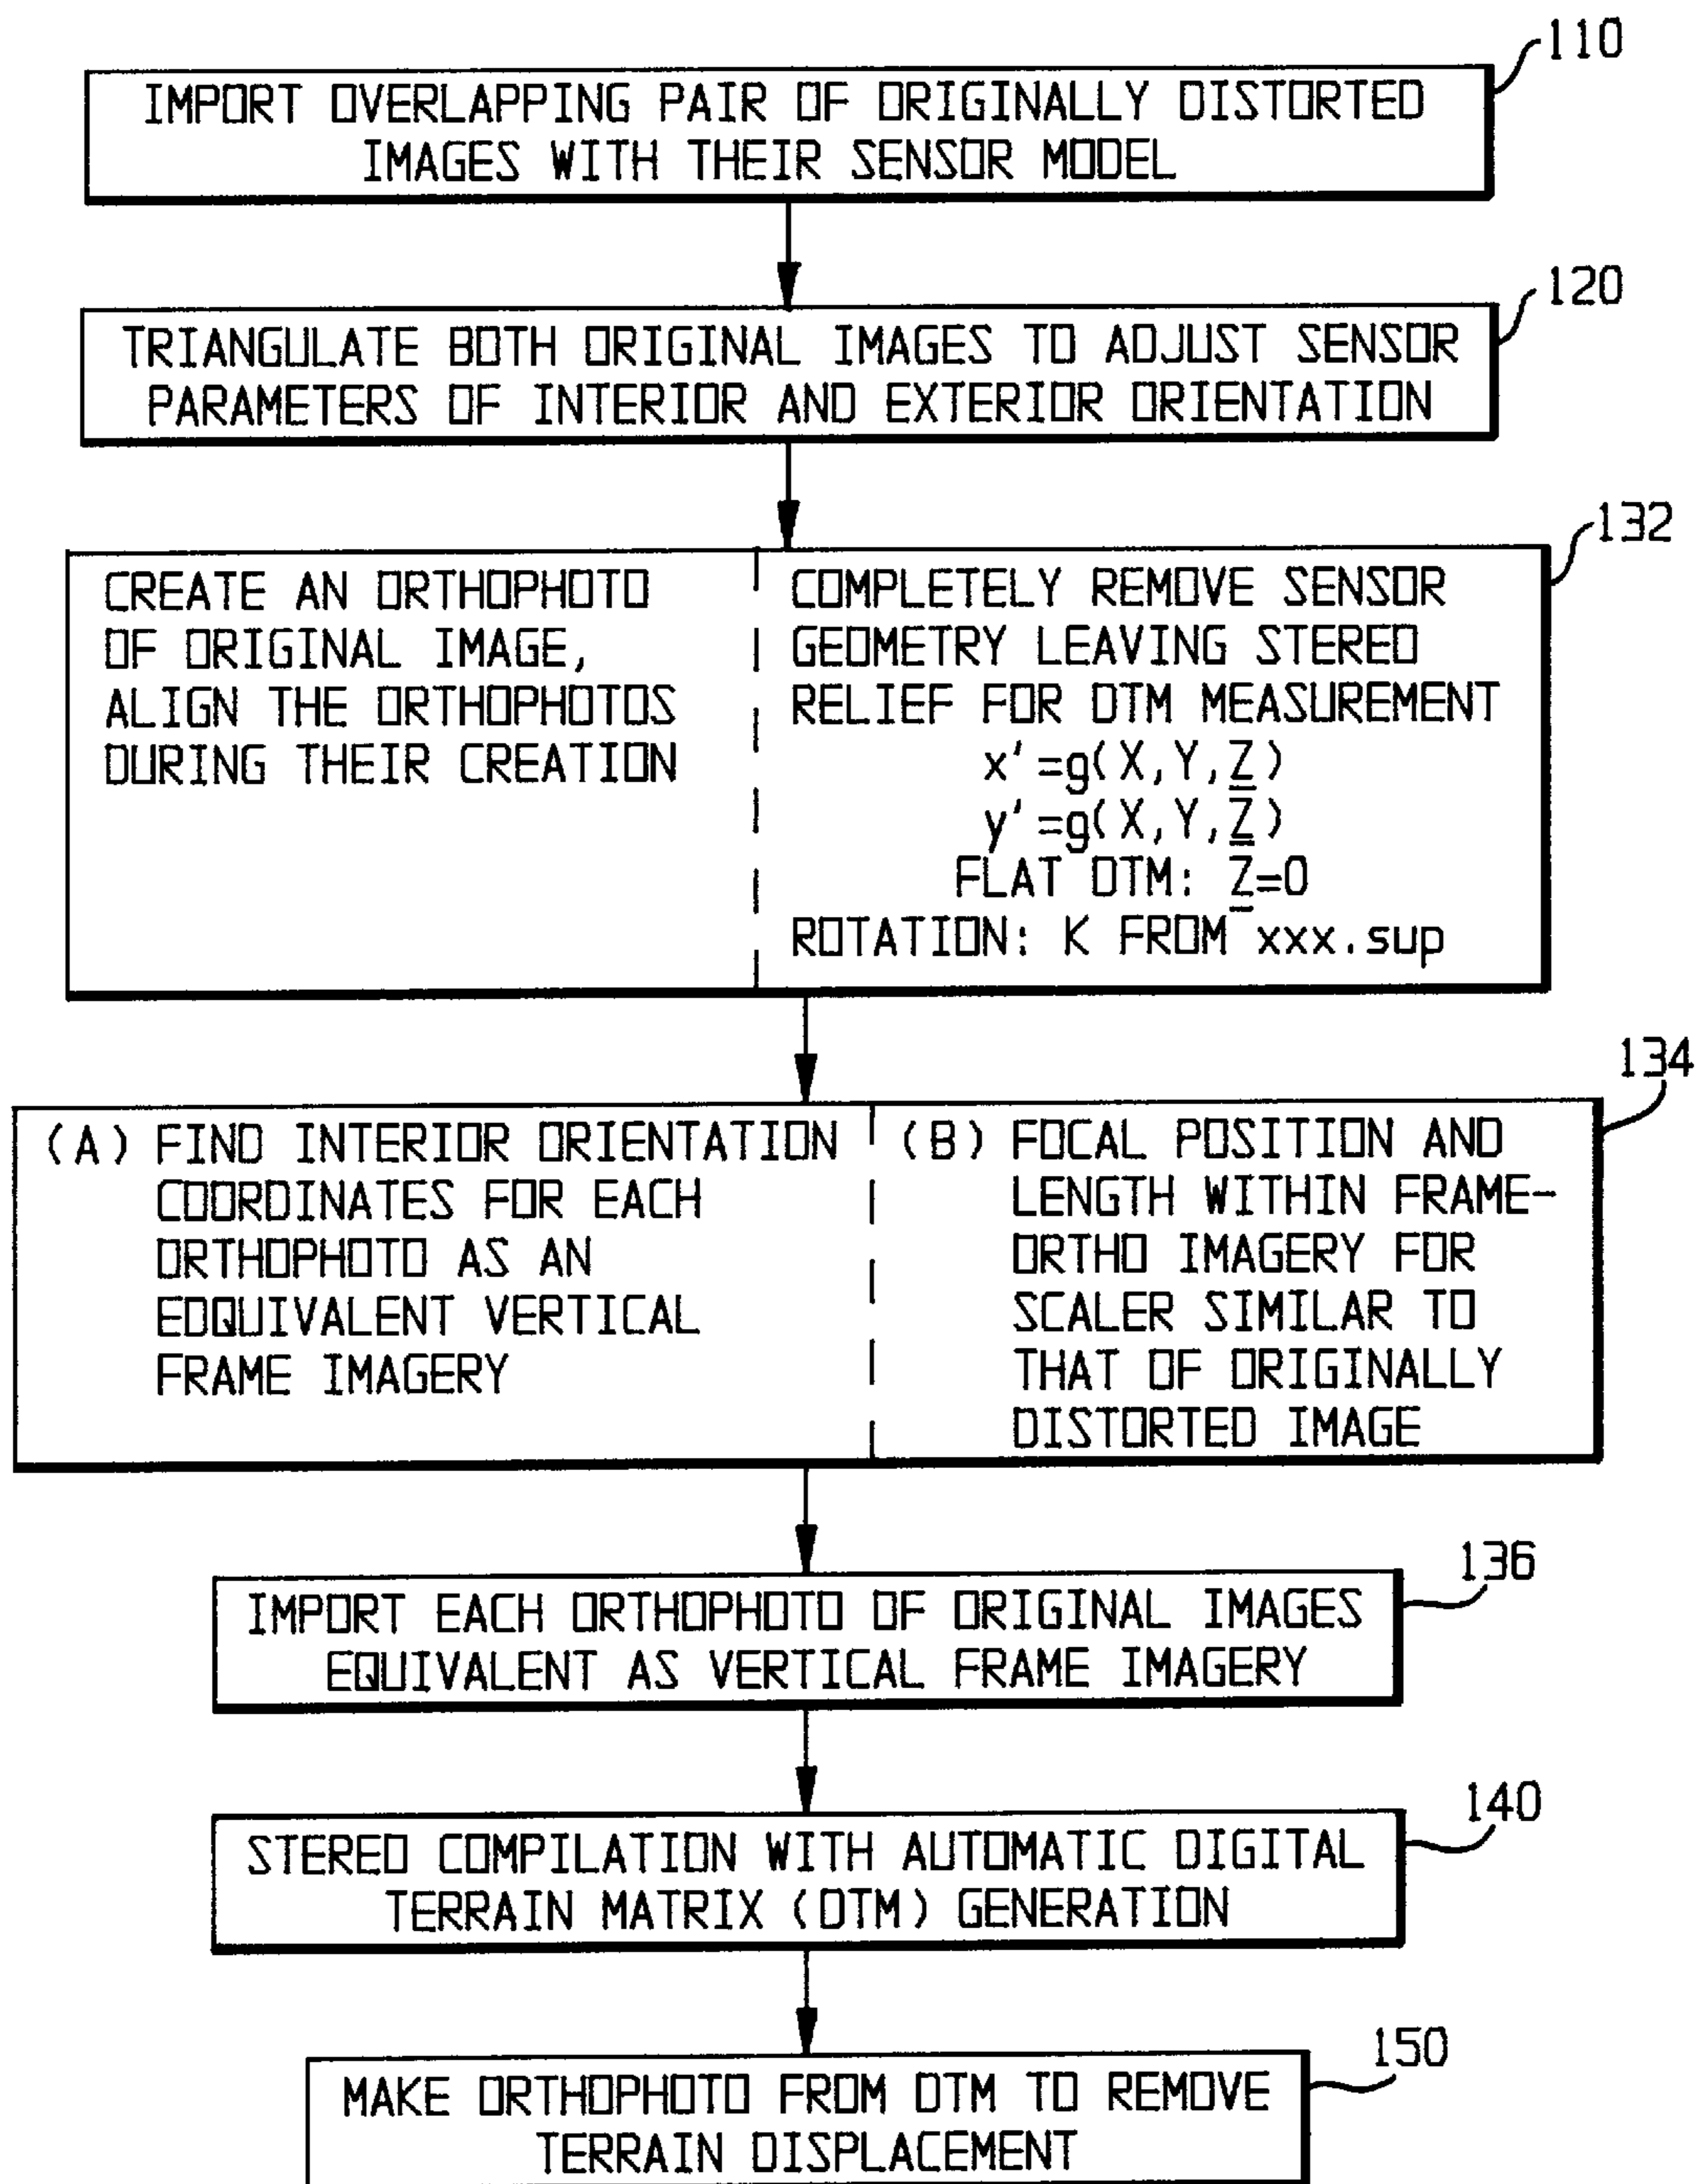 110
IMPORT OVERLAPPING PAIR OF ORIGINALLY DISTORTED
IMAGES WITH THEIR SENSOR MODEL
120
TRIANGULATE BOTH ORIGINAL IMAGES TO ADJUST SENSOR
PARAMETERS OF INTERIOR AND EXTERIOR ORIENTATION
132
CREATE AN ORTHOPHOTO
OF ORIGINAL IMAGE,
ALIGN THE ORTHOPHOTOS
DURING THEIR CREATION
COMPLETELY REMOVE SENSOR
GEOMETRY LEAVING STEREO
RELIEF FOR DTM MEASUREMENT
x'=g(X,Y,Z)
y'=g(X,Y,Z)
FLAT DTM: Z=0
ROTATION: K FROM xxx.sup
134
(A) FIND INTERIOR ORIENTATION
COORDINATES FOR EACH
ORTHOPHOTO AS AN
EDQUIVALENT VERTICAL
FRAME IMAGERY
(B) FOCAL POSITION AND
LENGTH WITHIN FRAME-
ORTHO IMAGERY FOR
SCALER SIMILAR TO
THAT OF ORIGINALLY
DISTORTED IMAGE
136
IMPORT EACH ORTHOPHOTO OF ORIGINAL IMAGES
EQUIVALENT AS VERTICAL FRAME IMAGERY
140
STEREO COMPILATION WITH AUTOMATIC DIGITAL
TERRAIN MATRIX (DTM) GENERATION
150
MAKE ORTHOPHOTO FROM DTM TO REMOVE
TERRAIN DISPLACEMENT